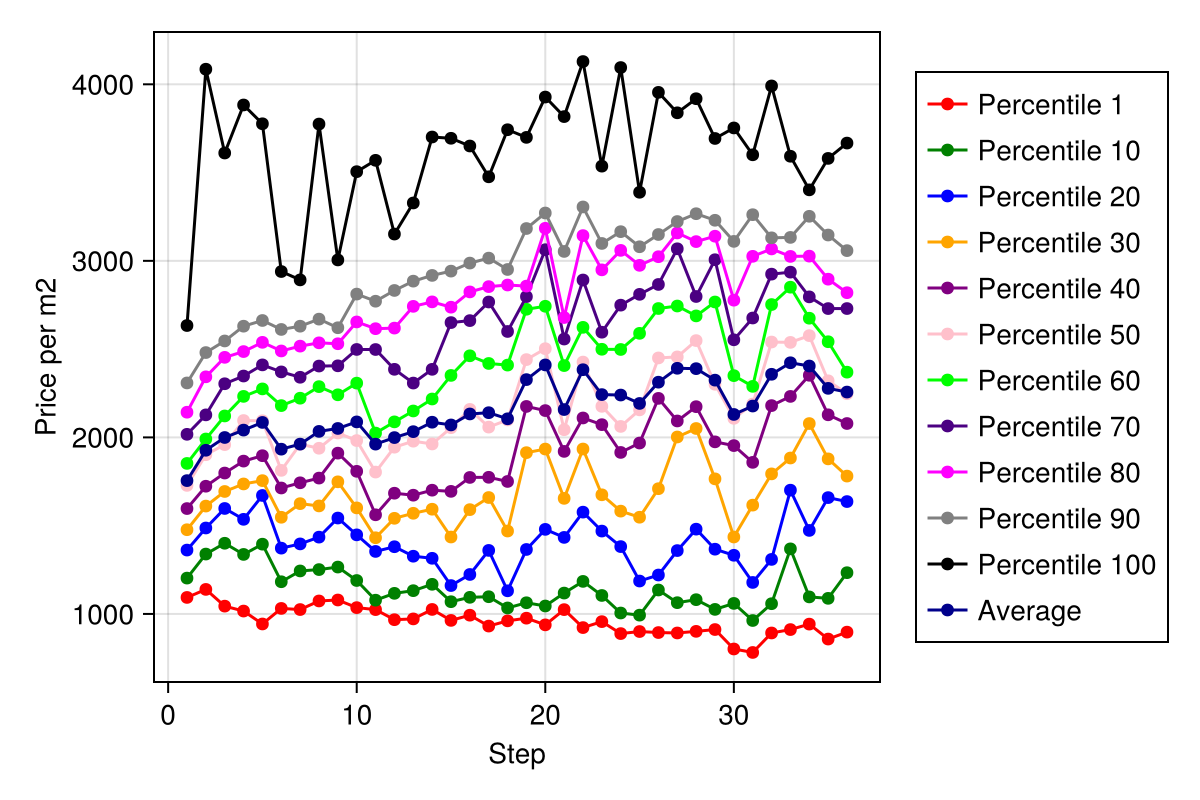 4000
3000
2000
1000
Price per m2
0 10 20 30
Step
Percentile 1
Percentile 10
Percentile 20
Percentile 30
Percentile 40
Percentile 50
Percentile 60
Percentile 70
Percentile 80
Percentile 90
Percentile 100
Average